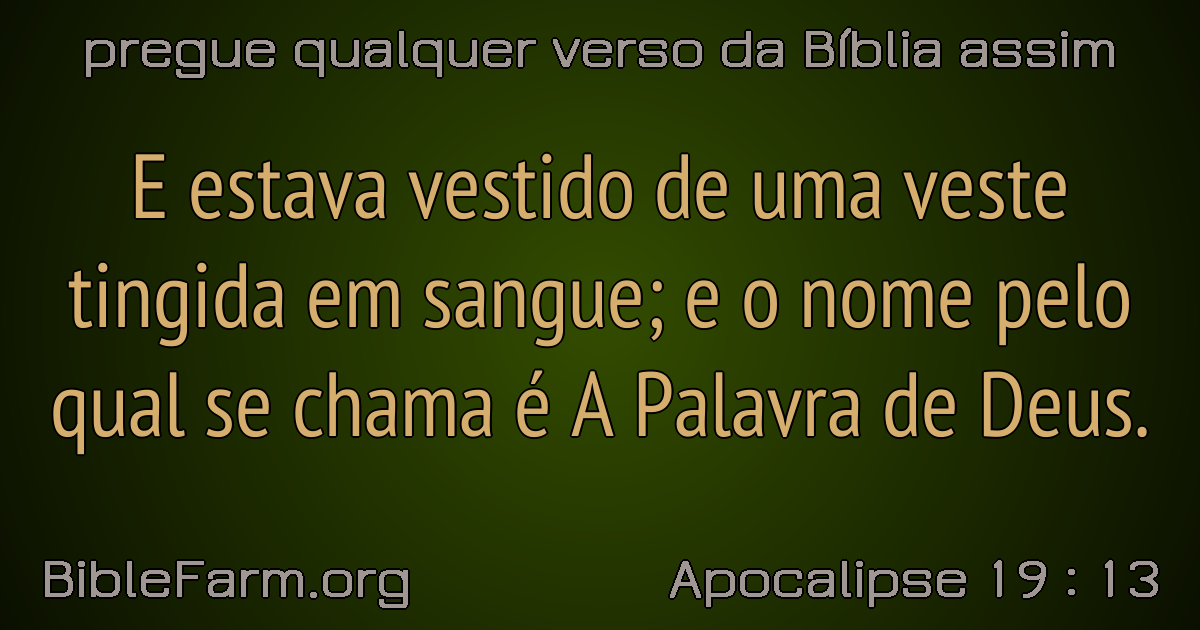 pregue qualquer verso da Bíblia assim
E estava vestido de uma veste
tingida em sangue; e o nome pelo
qual se chama é A Palavra de Deus.
BibleFarm.org
Apocalipse 19 : 13